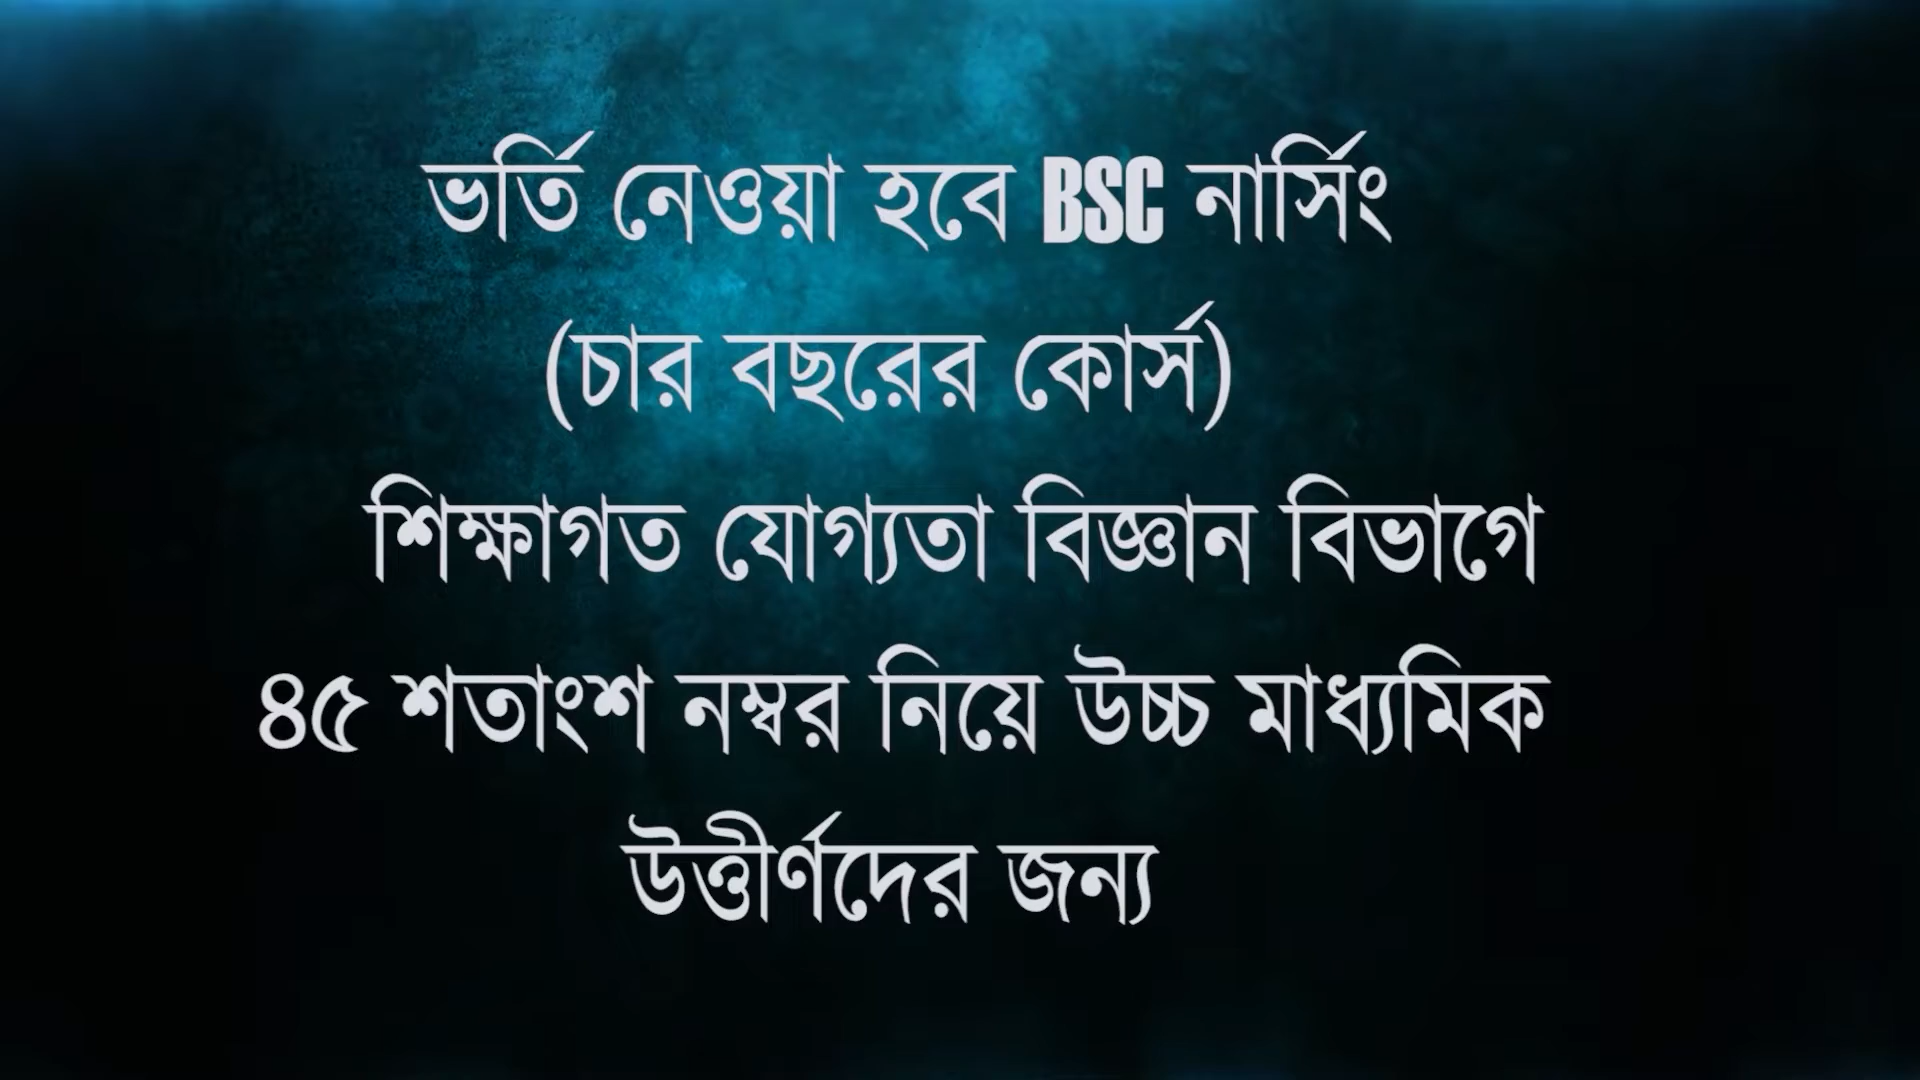 ভর্তি নেওয়া হবে BSC নার্সিং
(চার বছরের কোর্স)
শিক্ষাগত যোগ্যতা বিজ্ঞান বিভাগে
৪৫ শতাংশ নম্বর নিয়ে উচ্চ মাধ্যমিক
উত্তীর্ণদের জন্য